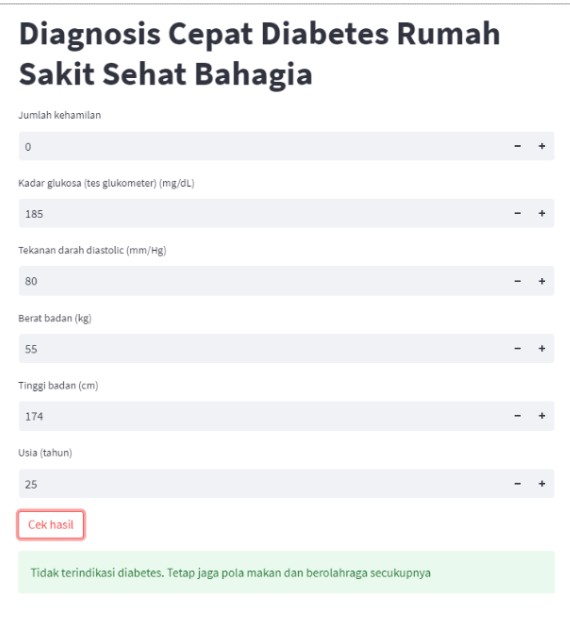 Diagnosis Cepat Diabetes Rumah
Sakit Sehat Bahagia
Jumlah kehamilan
0 − +
Kadar glukosa (tes glukometer) (mg/dL)
185 − +
Tekanan darah diastolic (mm/Hg)
80 − +
Berat badan (kg)
55 − +
Tinggi badan (cm)
174 − +
Usia (tahun)
25 − +
Cek hasil
Tidak terindikasi diabetes. Tetap jaga pola makan dan berolahraga secukupnya